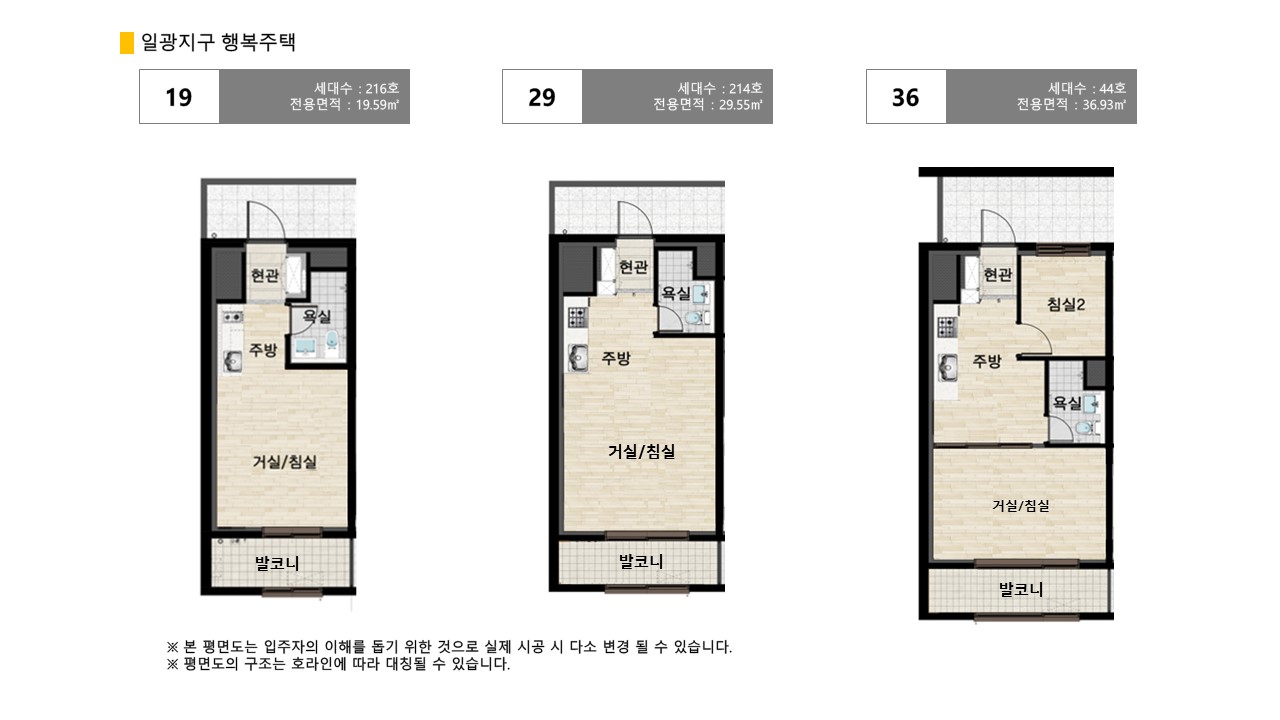 일광지구 행복주택
19
세대수 : 216호
전용면적 : 19.59㎡
29
세대수 : 214호
전용면적 : 29.55㎡
36
세대수 : 44호
전용면적 : 36.93㎡
현관
욕실
주방
거실/침실
발코니
현관
욕실
주방
거실/침실
발코니
현관
침실2
주방
욕실
거실/침실
발코니
※ 본 평면도는 입주자의 이해를 돕기 위한 것으로 실제 시공 시 다소 변경 될 수 있습니다.
※ 평면도의 구조는 호라인에 따라 대칭될 수 있습니다.